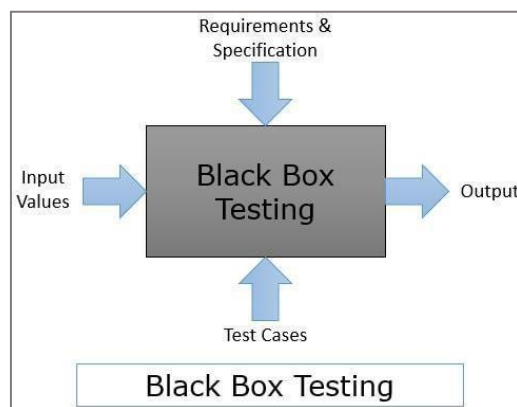 Requirements &
Specification
Input
Values
Black Box
Testing
Output
Test Cases
Black Box Testing